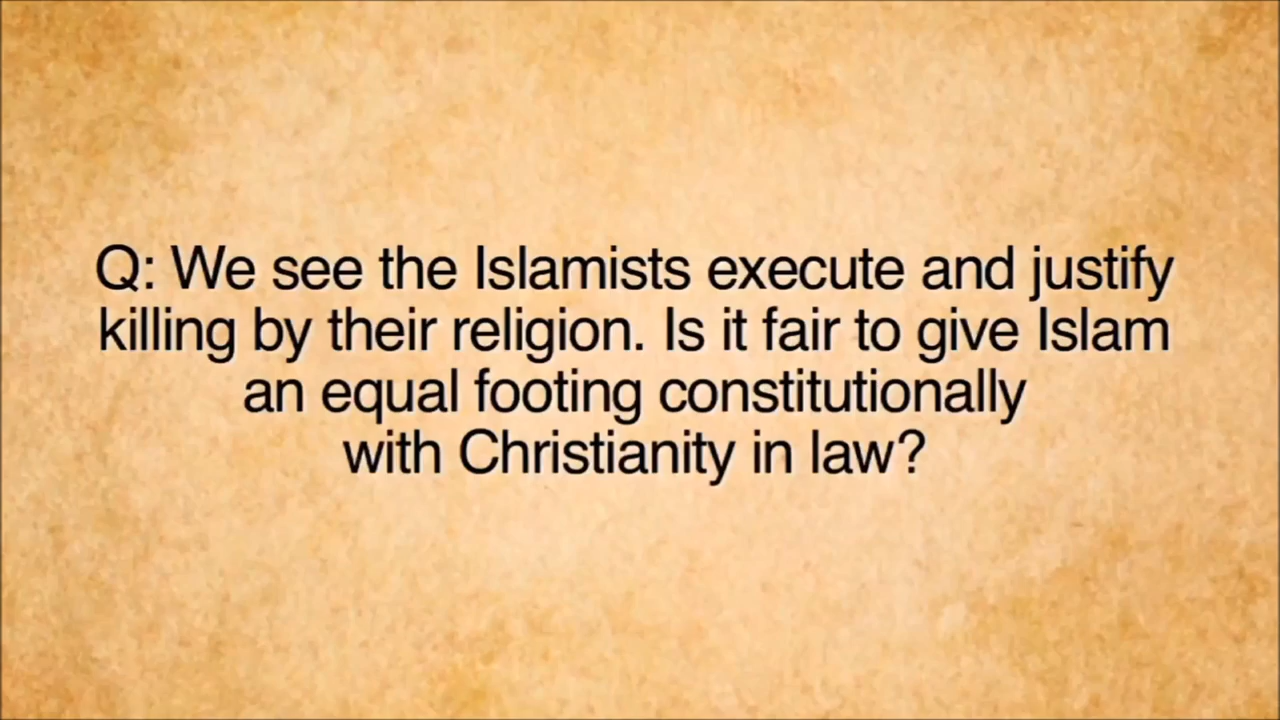 Q: We see the Islamists execute and justify
killing by their religion. Is it fair to give Islam
an equal footing constitutionally
with Christianity in law?